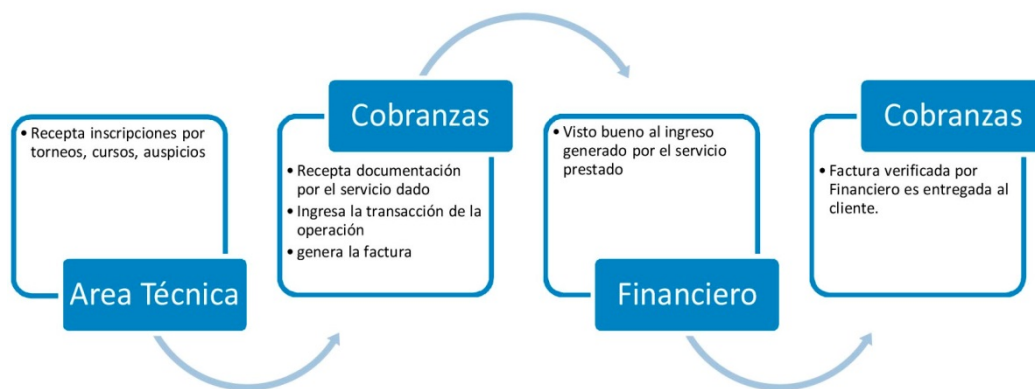 • Recepta inscripciones por
torneos, cursos, auspicios
Area Técnica
Cobranzas
• Recepta documentación
por el servicio dado
• Ingresa la transacción de la
operación
• genera la factura
• Visto bueno al ingreso
generado por el servicio
prestado
Financiero
Cobranzas
• Factura verificada por
Financiero es entregada al
cliente.